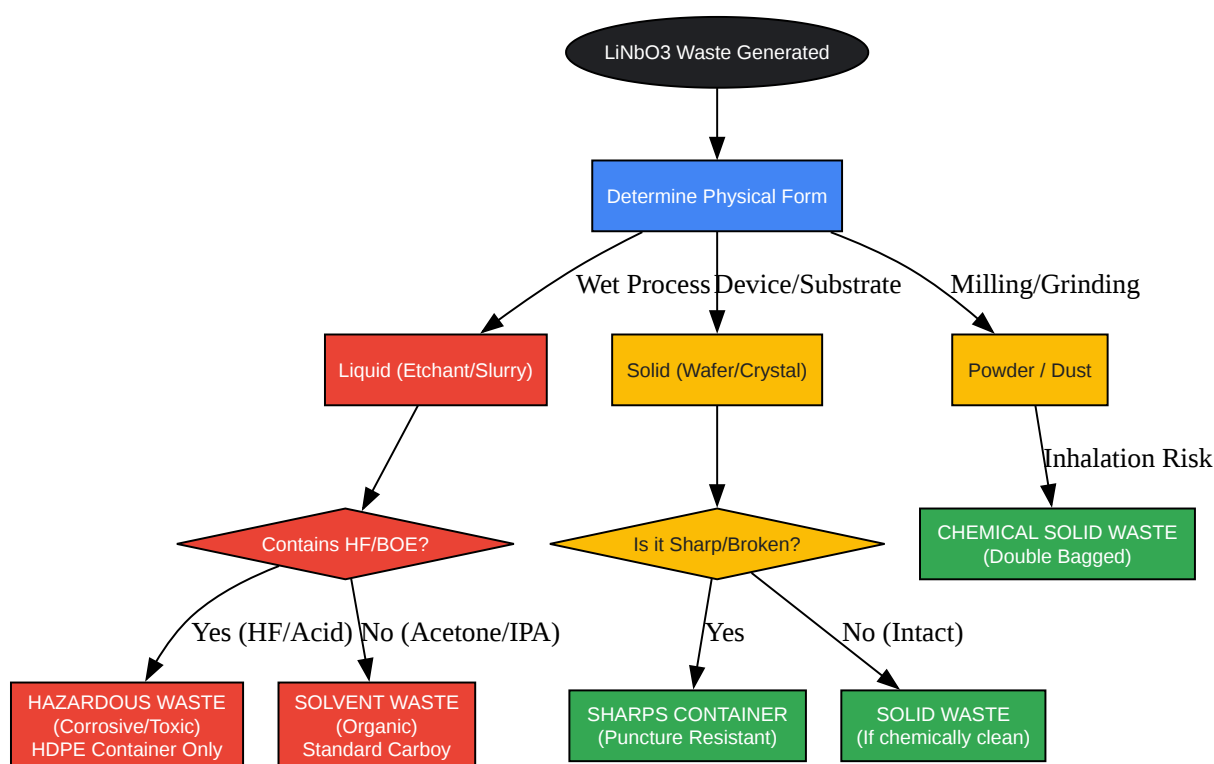 LiNbO3 Waste Generated
Determine Physical Form
Wet Process
Device/Substrate
Milling/Grinding
Liquid (Etchant/Slurry)
Solid (Wafer/Crystal)
Powder / Dust
Inhalation Risk
Contains HF/BOE?
Is it Sharp/Broken?
CHEMICAL SOLID WASTE
(Double Bagged)
Yes (HF/Acid)
No (Acetone/IPA)
Yes
No (Intact)
HAZARDOUS WASTE
(Corrosive/Toxic)
HDPE Container Only
SOLVENT WASTE
(Organic)
Standard Carboy
SHARPS CONTAINER
(Puncture Resistant)
SOLID WASTE
(If chemically clean)